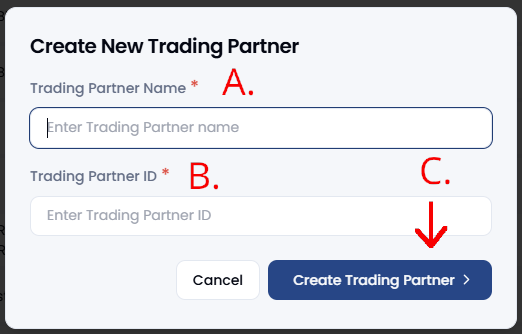 Create New Trading Partner
Trading Partner Name * A.
Enter Trading Partner name
Trading Partner ID * B.
C.
Enter Trading Partner ID
Cancel
Create Trading Partner >